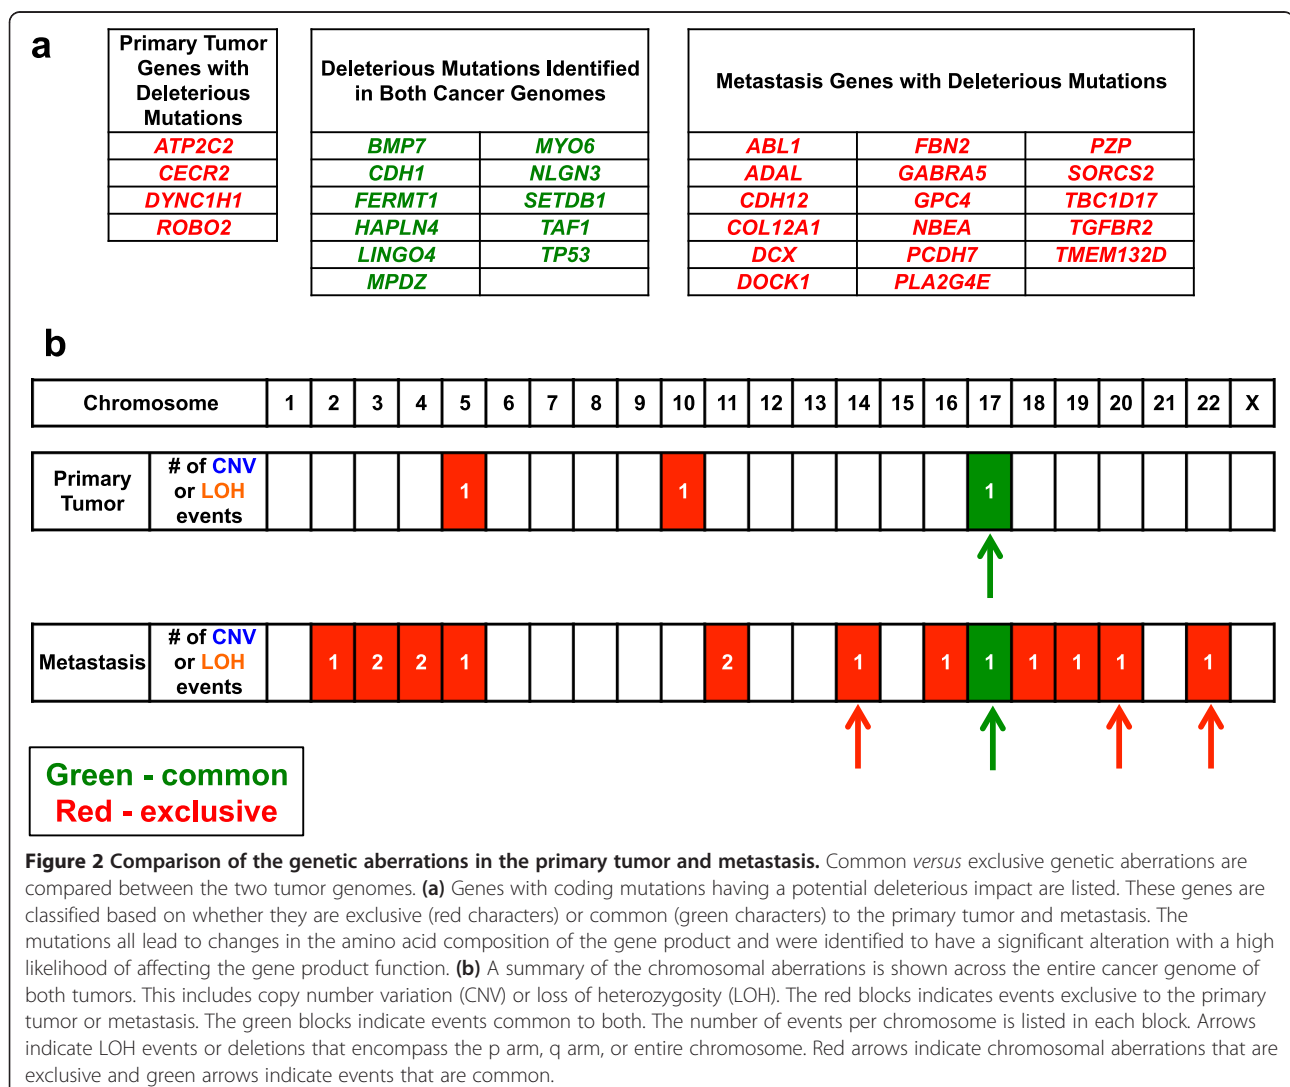 a
Primary Tumor
Genes with
Deleterious
Mutations
ATP2C2
CECR2
DYNC1H1
ROBO2
Deleterious Mutations Identified
in Both Cancer Genomes
BMP7 MYO6
CDH1 NLGN3
FERMT1 SETDB1
HAPLN4 TAF1
LINGO4 TP53
MPDZ
Metastasis Genes with Deleterious Mutations
ABL1 FBN2 PZP
ADAL GABRA5 SORCS2
CDH12 GPC4 TBC1D17
COL12A1 NBEA TGFBR2
DCX PCDH7 TMEM132D
DOCK1 PLA2G4E
b
Chromosome 1 2 3 4 5 6 7 8 9 10 11 12 13 14 15 16 17 18 19 20 21 22 X
Primary
Tumor
# of CNV
or LOH
events
1 1 1
Metastasis
# of CNV
or LOH
events
1 2 2 1 2 1 1 1 1 1 1 1
Green - common
Red - exclusive
Figure 2 Comparison of the genetic aberrations in the primary tumor and metastasis. Common versus exclusive genetic aberrations are
compared between the two tumor genomes. (a) Genes with coding mutations having a potential deleterious impact are listed. These genes are
classified based on whether they are exclusive (red characters) or common (green characters) to the primary tumor and metastasis. The
mutations all lead to changes in the amino acid composition of the gene product and were identified to have a significant alteration with a high
likelihood of affecting the gene product function. (b) A summary of the chromosomal aberrations is shown across the entire cancer genome of
both tumors. This includes copy number variation (CNV) or loss of heterozygosity (LOH). The red blocks indicates events exclusive to the primary
tumor or metastasis. The green blocks indicate events common to both. The number of events per chromosome is listed in each block. Arrows
indicate LOH events or deletions that encompass the p arm, q arm, or entire chromosome. Red arrows indicate chromosomal aberrations that are
exclusive and green arrows indicate events that are common.